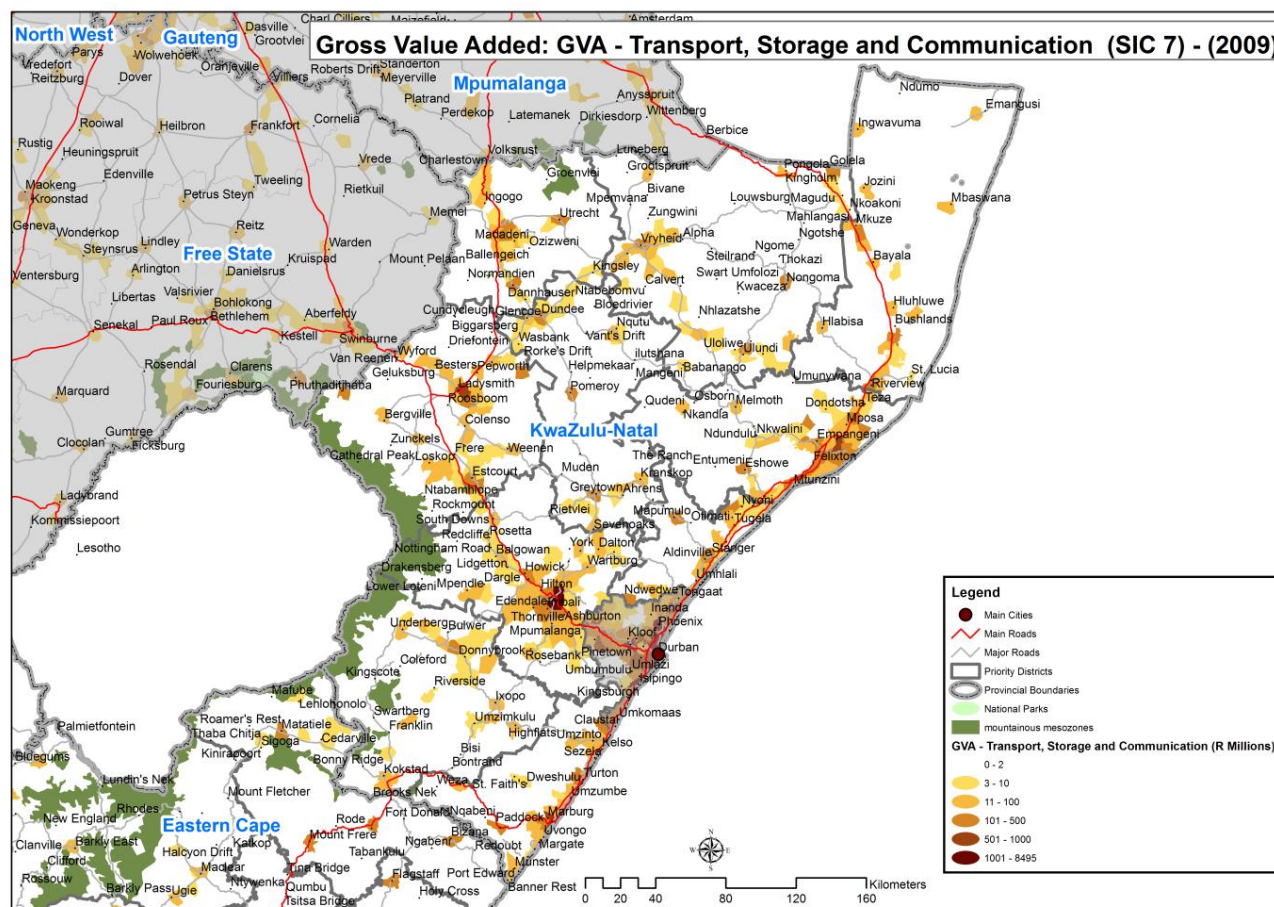 Gross Value Added: GVA - Transport, Storage and Communication (SIC 7) - (2009)
North West
Gauteng
Mpumalanga
Free State
KwaZulu-Natal
Eastern Cape
Parys
Vredefort
Reitzburg
Wolwehoek
Dover
Oranjeville
Dasville
Grootvlei
Villiers
Roberts Drift
Standerton
Meyerville
Platrand
Perdekop
Amsterdam
Anysspruit
Wittenberg
Latemanek
Dirkiesdorp
Berbice
Volksrust
Luneberg
Charlestown
Rooiwal
Heilbron
Frankfort
Cornelia
Rustig
Heuningspruit
Edenville
Vrede
Maokeng
Kroonstad
Petrus Steyn
Tweeling
Rietkuil
Geneva
Wonderkop
Steynsrus
Lindley
Reitz
Memel
Warden
Kruispad
Mount Pelaan
Ventersburg
Arlington
Danielsrus
Libertas
Valsrivier
Bohlokong
Bethlehem
Aberfeldy
Senekal
Paul Roux
Kestell
Swinburne
Van Reenen
Rosendal
Clarens
Fouriesburg
Phuthaditjhaba
Marquard
Gumtree
Ficksburg
Clocolan
Ladybrand
Kommissiepoort
Lesotho
Ndumo
Emangusi
Ingwavuma
Golela
Pongola
Kingholm
Jozini
Magudu
Nkoakoni
Mbaswana
Mahlangasi
Mkuze
Ngotshe
Louwsburg
Groenvlei
Grootspruit
Bivane
Mpemvana
Ingogo
Utrecht
Zungwini
Madadeni
Ozizweni
Vryheid
Alpha
Ngome
Ballengeich
Steilrand
Thokazi
Bayala
Kingsley
Swart Umfolozi
Nongoma
Normandien
Calvert
Kwaceza
Dannhauser
Ntabebomvu
Bloedrivier
Hluhluwe
Cundycleugh
Glencoe
Dundee
Nhlazatshe
Bushlands
Biggarsberg
Nqutu
Hlabisa
Driefontein
Wasbank
Vant's Drift
Uloliwe
Ulundi
Wyford
Rorke's Drift
ilutshana
Besters
Pepworth
Helpmekaar
Mangeni
Babanango
Geluksburg
Umunywana
St. Lucia
Ladysmith
Pomeroy
Riverview
Roosboom
Qudeni
Osborn
Melmoth
Dondotsha
Teza
Bergville
Colenso
Nkandla
Mposa
Zunckels
Frere
Weenen
Ndundulu
Nkwalini
Empangeni
Cathedral Peak
Loskop
The Ranch
Entumeni
Eshowe
Felixton
Estcourt
Muden
Kranskop
Mtunzini
Ntabamhlope
Greytown
Ahrens
Rockmount
Rietvlei
Mapumulo
Nyoni
South Downs
Sevenoaks
Otimati
Tugela
Redcliffe
Rosetta
Nottingham Road
Balgowan
York
Dalton
Aldinville
Stanger
Drakensberg
Lidgetton
Howick
Wartburg
Umhlali
Lower Loteni
Mpendle
Dargle
Hilton
Ndwedwe
Tongaat
Edendale
Ashburton
Inanda
Phoenix
Underberg
Bulwer
Thornville
Kloof
Mpumalanga
Durban
Donnybrook
Rosebank
Pinetown
Coleford
Umbumbulu
Umlazi
Isipingo
Kingscote
Riverside
Kingsburgh
Mafube
Ixopo
Lehlohonolo
Swartberg
Umkomaas
Palmietfontein
Roamer's Rest
Matatiele
Franklin
Umzimkulu
Highflats
Claustal
Thaba Chitja
Cedarville
Umzinto
Kelso
Bluegums
Kinirapoort
Sigoga
Bisi
Sezela
Bonny Ridge
Bontrand
Lundin's Nek
Kokstad
Dweshulu
Turton
Mount Fletcher
Brooks Nek
Weza
St. Faith's
Umzumbe
Rhodes
Fort Donald
Nqabeni
Marburg
New England
Rode
Paddock
Clanville
Barkly East
Katkop
Mount Frere
Bizana
Uvongo
Clifford
Halcyon Drift
Tabankulu
Ngabeni
Redoubt
Margate
Rossouw
Maclear
Tina Bridge
Munster
Barkly Pass
Ugie
Ntywenka
Qumbu
Flagstaff
Port Edward
Tsitsa Bridge
Holy Cross
Banner Rest
N
W
E
S
0 20 40 80 120 160
Kilometers
Legend
Main Cities
Main Roads
Major Roads
Priority Districts
Provincial Boundaries
National Parks
mountainous mesozones
GVA - Transport, Storage and Communication (R Millions)
0 - 2
3 - 10
11 - 100
101 - 500
501 - 1000
1001 - 8495